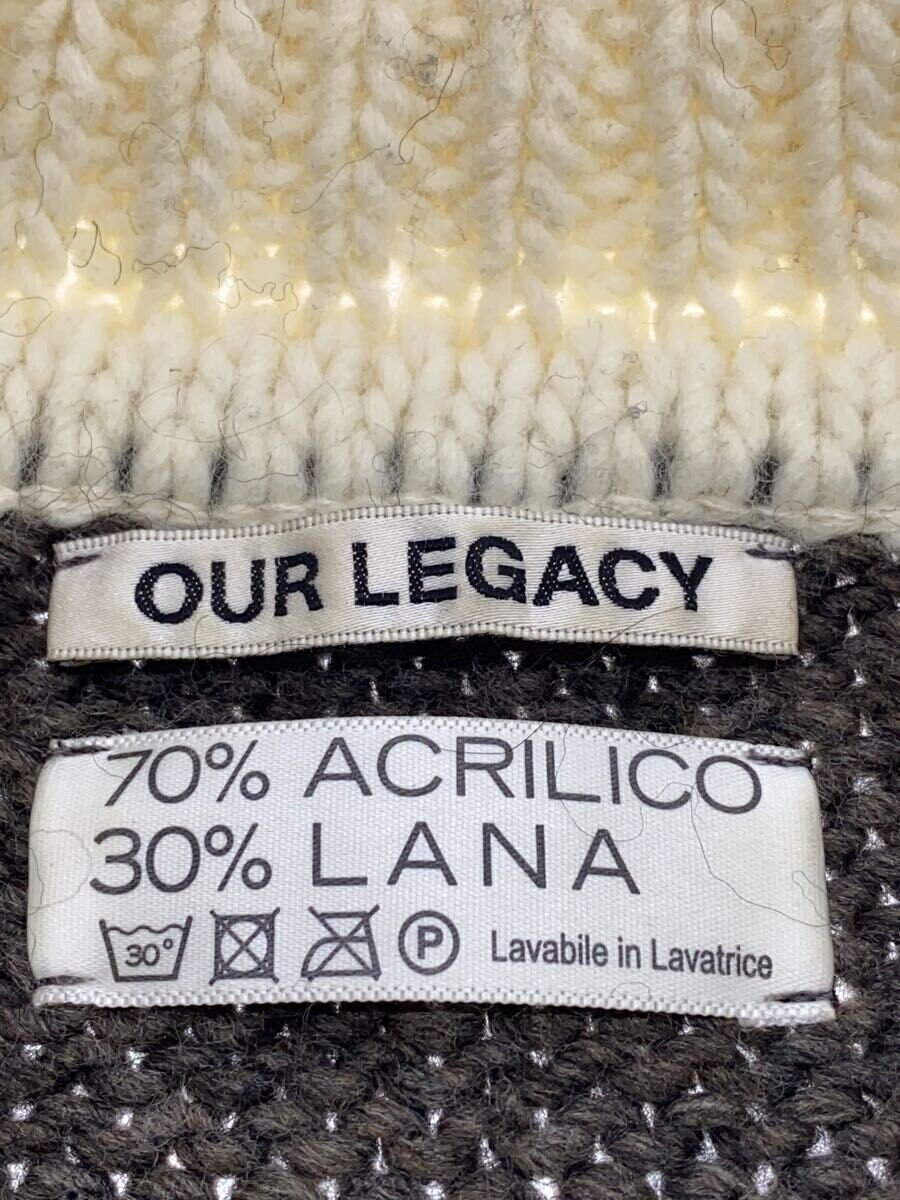 OUR LEGACY
70% ACRILICO
30% LANA
30° P Lavabile in Lavatrice